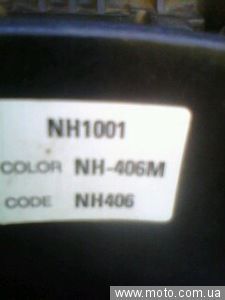 NH1001
COLOR NH-406M
CODE NH406
www.moto.com.ua